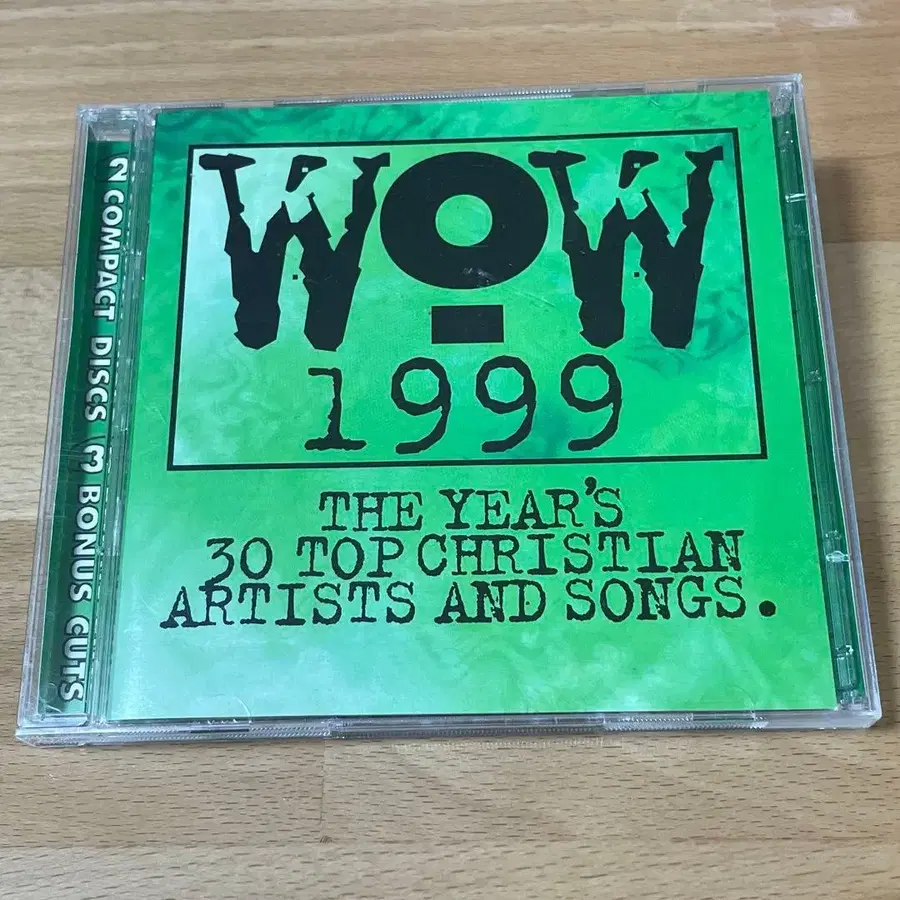 WOW
1999
THE YEAR'S
30 TOP CHRISTIAN
ARTISTS AND SONGS.
2 COMPACT DISCS 3 BONUS CUTS